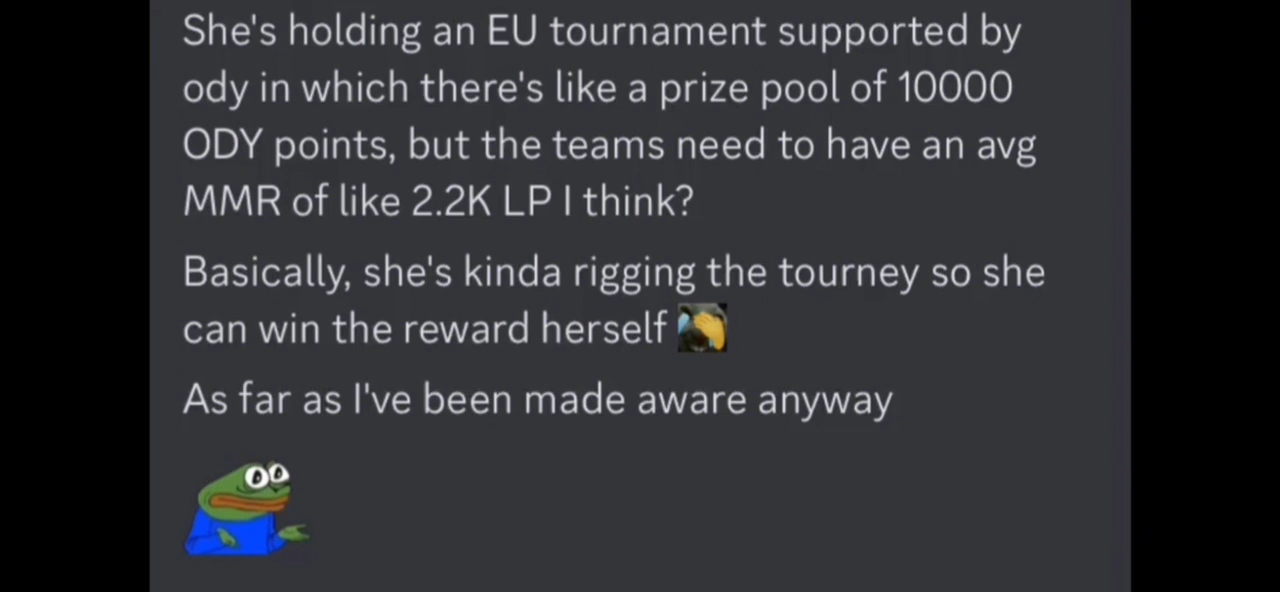 She's holding an EU tournament supported by
ody in which there's like a prize pool of 10000
ODY points, but the teams need to have an avg
MMR of like 2.2K LP I think?
Basically, she's kinda rigging the tourney so she
can win the reward herself
As far as I've been made aware anyway